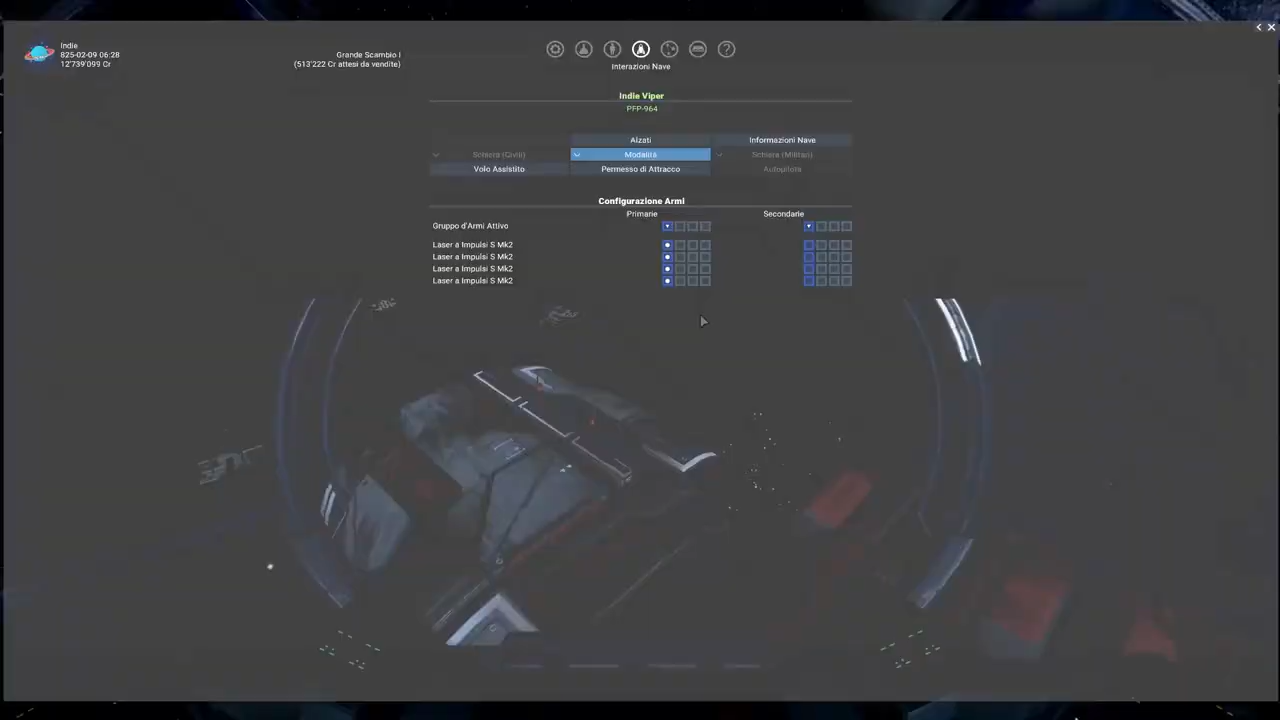 Indie
825-02-09 06:28
12'739'099 Cr
Grande Scambio I
(513'222 Cr attesi da vendite)
Interazioni Nave
Indie Viper
PFP-964
Alzati
Informazioni Nave
Schiera (Civili)
Modalità
Schiera (Militari)
Volo Assistito
Permesso di Attracco
Autopilota
Configurazione Armi
Primarie
Secondarie
Gruppo d'Armi Attivo
Laser a Impulsi S Mk2
Laser a Impulsi S Mk2
Laser a Impulsi S Mk2
Laser a Impulsi S Mk2